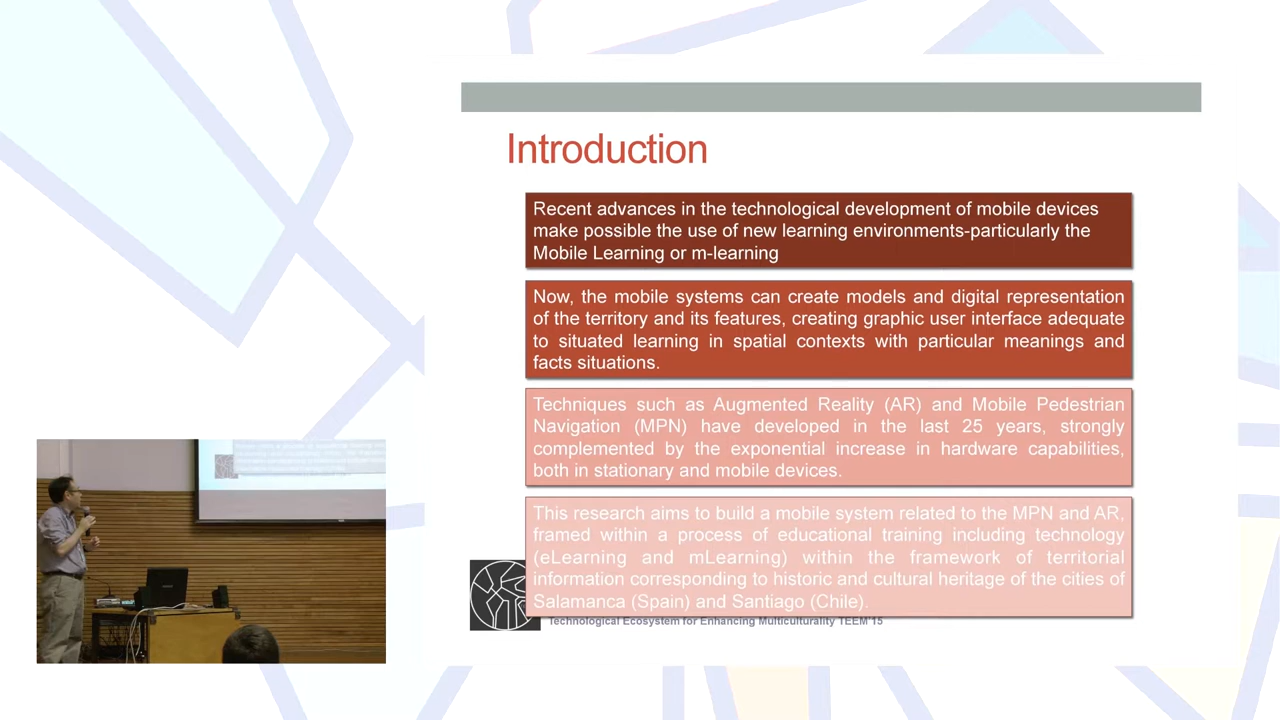 Introduction
Recent advances in the technological development of mobile devices
make possible the use of new learning environments-particularly the
Mobile Learning or m-learning
Now, the mobile systems can create models and digital representation
of the territory and its features, creating graphic user interface adequate
to situated learning in spatial contexts with particular meanings and
facts situations.
Techniques such as Augmented Reality (AR) and Mobile Pedestrian
Navigation (MPN) have developed in the last 25 years, strongly
complemented by the exponential increase in hardware capabilities,
both in stationary and mobile devices.
This research aims to build a mobile system related to the MPN and AR,
framed within a process of educational training including technology
(eLearning and mLearning) within the framework of territorial
information corresponding to historic and cultural heritage of the cities of
Salamanca (Spain) and Santiago (Chile).
Technological Ecosystem for Enhancing Multiculturality TEEM'15